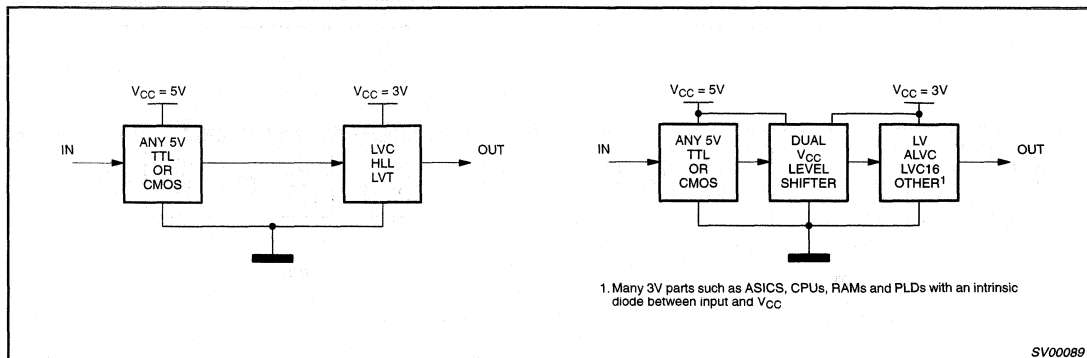 V_CC = 5V
V_CC = 3V
IN
ANY 5V
TTL
OR
CMOS
LVC
HLL
LVT
OUT
V_CC = 5V
V_CC = 3V
IN
ANY 5V
TTL
OR
CMOS
DUAL
V_CC
LEVEL
SHIFTER
LV
ALVC
LVC16
OTHER¹
OUT
1. Many 3V parts such as ASICS, CPUs, RAMs and PLDs with an intrinsic
diode between input and V_CC
SV00089